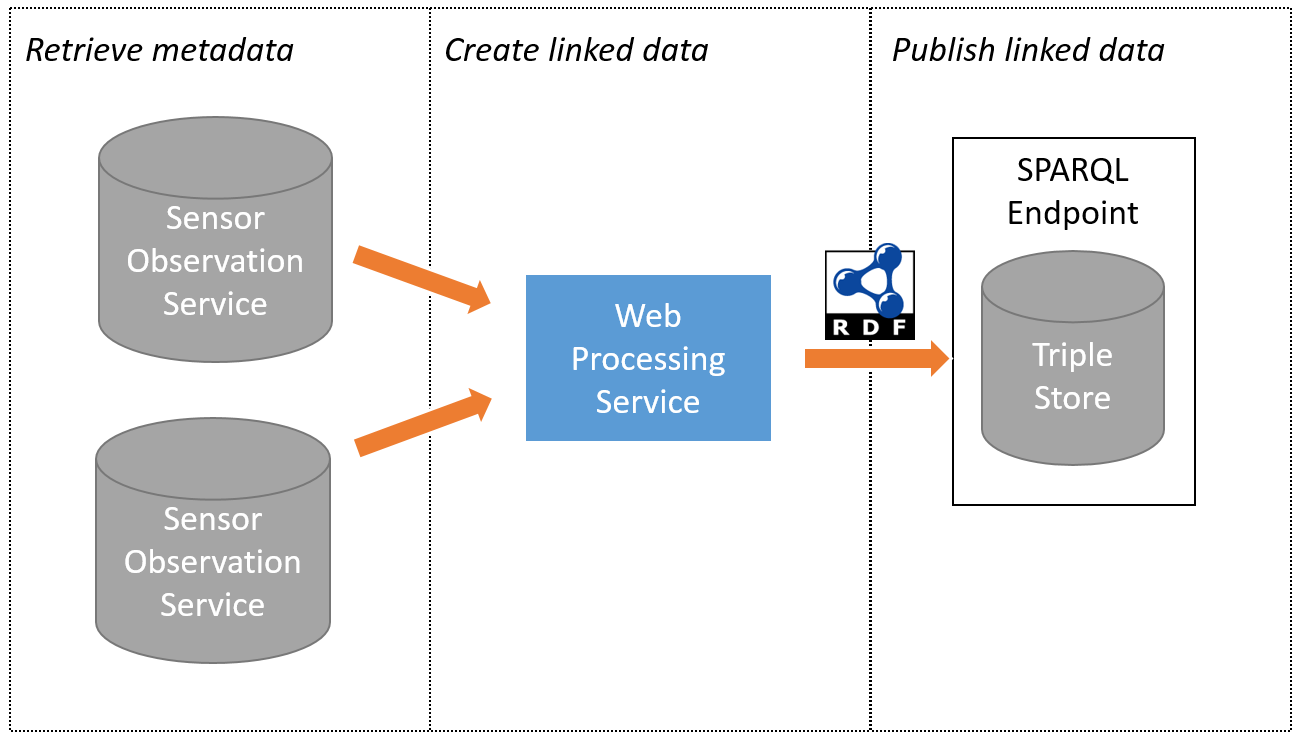 Retrieve metadata
Create linked data
Publish linked data
Sensor
Observation
Service
Sensor
Observation
Service
Web
Processing
Service
RDF
SPARQL
Endpoint
Triple
Store